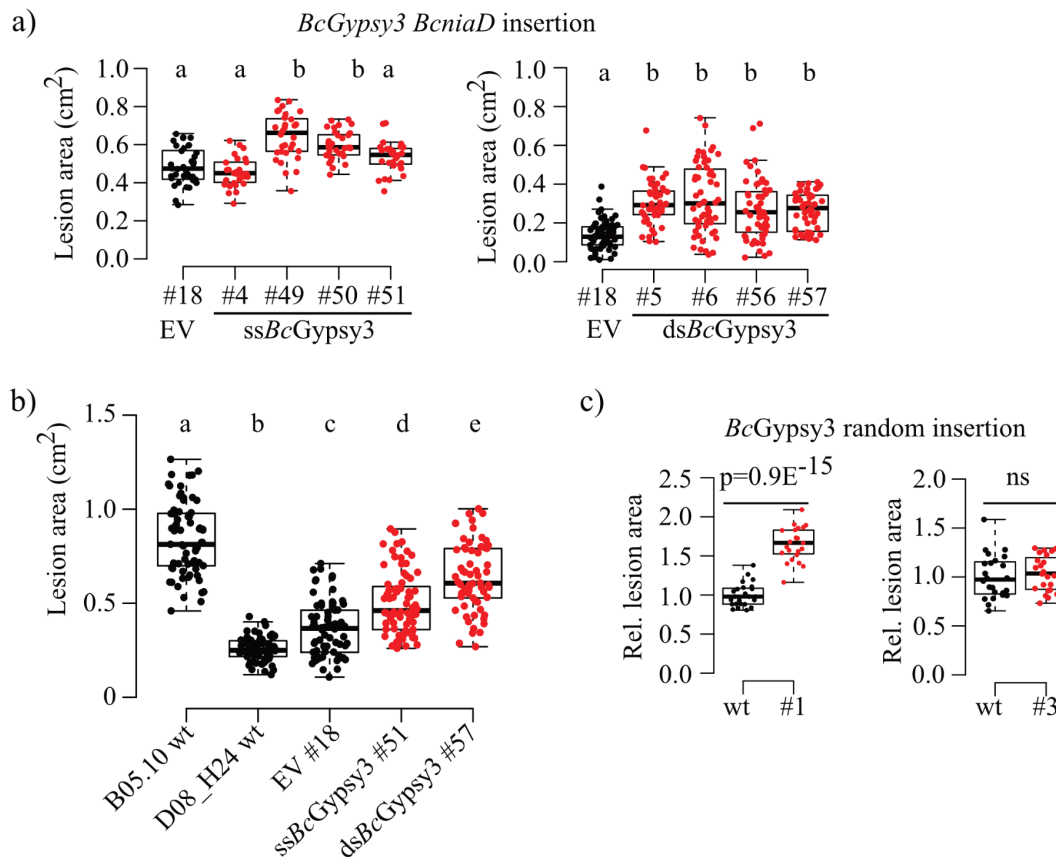 a)
BcGypsy3 BcniaD insertion
Lesion area (cm2)
1.0
0.8
0.6
0.4
0.2
0.0
a a b b a
#18 #4 #49 #50 #51
EV ssBcGypsy3
Lesion area (cm2)
1.0
0.8
0.6
0.4
0.2
0.0
a b b b b
#18 #5 #6 #56 #57
EV dsBcGypsy3
b)
Lesion area (cm2)
1.5
1.0
0.5
0
a b c d e
B05.10 wt
D08_H24 wt
EV #18
ssBcGypsy3 #51
dsBcGypsy3 #57
c)
BcGypsy3 random insertion
Rel. lesion area
2.5
2.0
1.5
1.0
0.5
0.0
p=0.9E-15
wt #1
Rel. lesion area
2.0
1.5
1.0
0.5
0.0
ns
wt #3